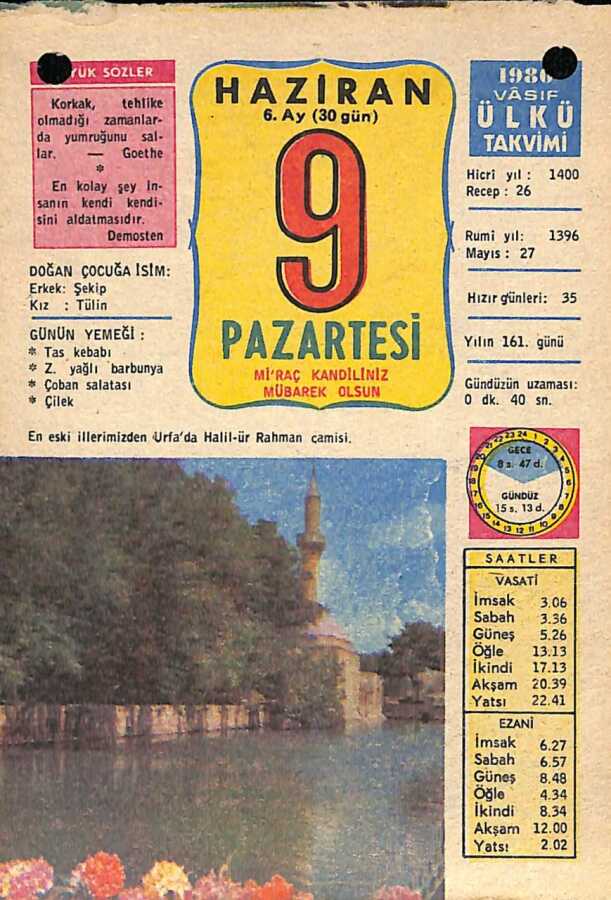 YÜK SÖZLER
Korkak, tehlike
olmadığı zamanlar-
da yumruğunu sal-
lar. — Goethe
*
En kolay şey in-
sanın kendi kendi-
sini aldatmasıdır.
Demosten
DOĞAN ÇOCUĞA İSİM:
Erkek: Şekip
Kız : Tülin
GÜNÜN YEMEĞİ :
* Tas kebabı
* Z. yağlı barbunya
* Çoban salatası
* Çilek
HAZİRAN
6. Ay (30 gün)
9
PAZARTESİ
Mİ'RAÇ KANDİLİNİZ
MÜBAREK OLSUN
1980
VÂSIF
ÜLKÜ
TAKVİMİ
Hicrî yıl : 1400
Recep : 26
Rumî yıl: 1396
Mayıs : 27
Hızır günleri: 35
Yılın 161. günü
Gündüzün uzaması:
0 dk. 40 sn.
En eski illerimizden Urfa'da Halil-ür Rahman camisi.
GECE
8 s. 47 d.
GÜNDÜZ
15 s. 13 d.
SAATLER
VASATİ
İmsak 3.06
Sabah 3.36
Güneş 5.26
Öğle 13.13
İkindi 17.13
Akşam 20.39
Yatsı 22.41
EZANİ
İmsak 6.27
Sabah 6.57
Güneş 8.48
Öğle 4.34
İkindi 8.34
Akşam 12.00
Yatsı 2.02